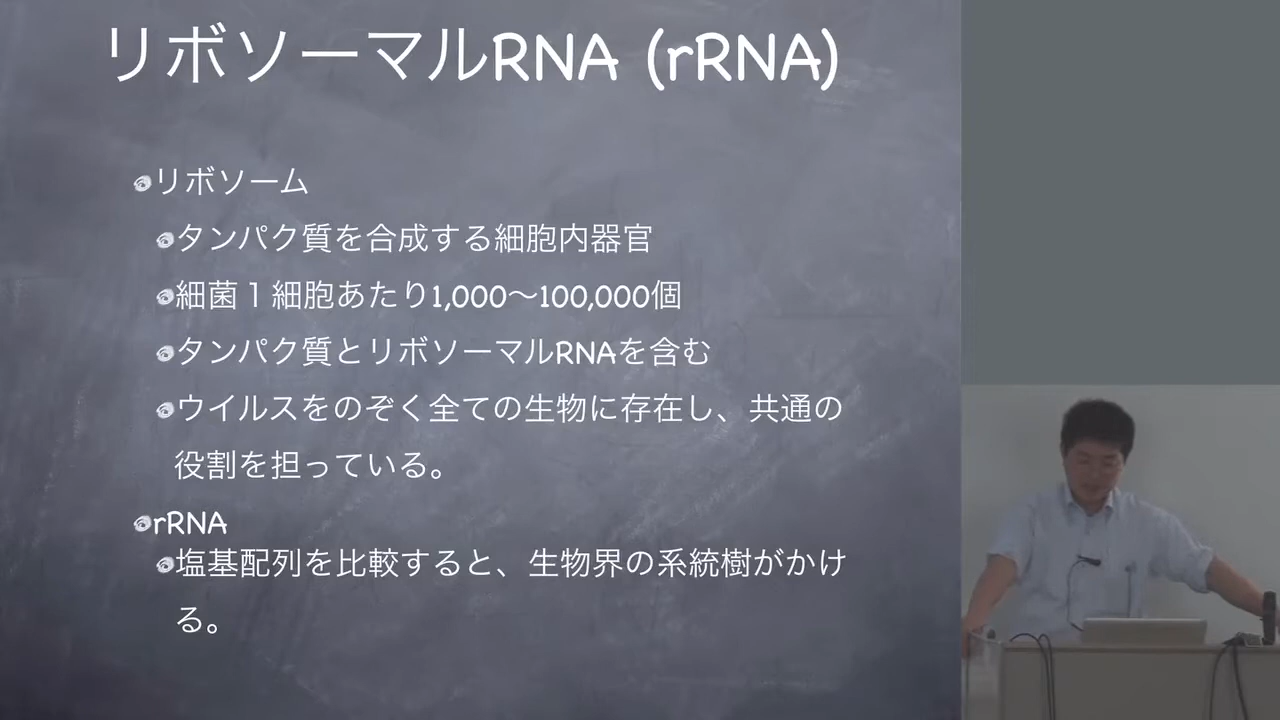 リボソーマルRNA (rRNA)
リボソーム
タンパク質を合成する細胞内器官
細菌１細胞あたり1,000〜100,000個
タンパク質とリボソーマルRNAを含む
ウイルスをのぞく全ての生物に存在し、共通の
役割を担っている。
rRNA
塩基配列を比較すると、生物界の系統樹がかけ
る。